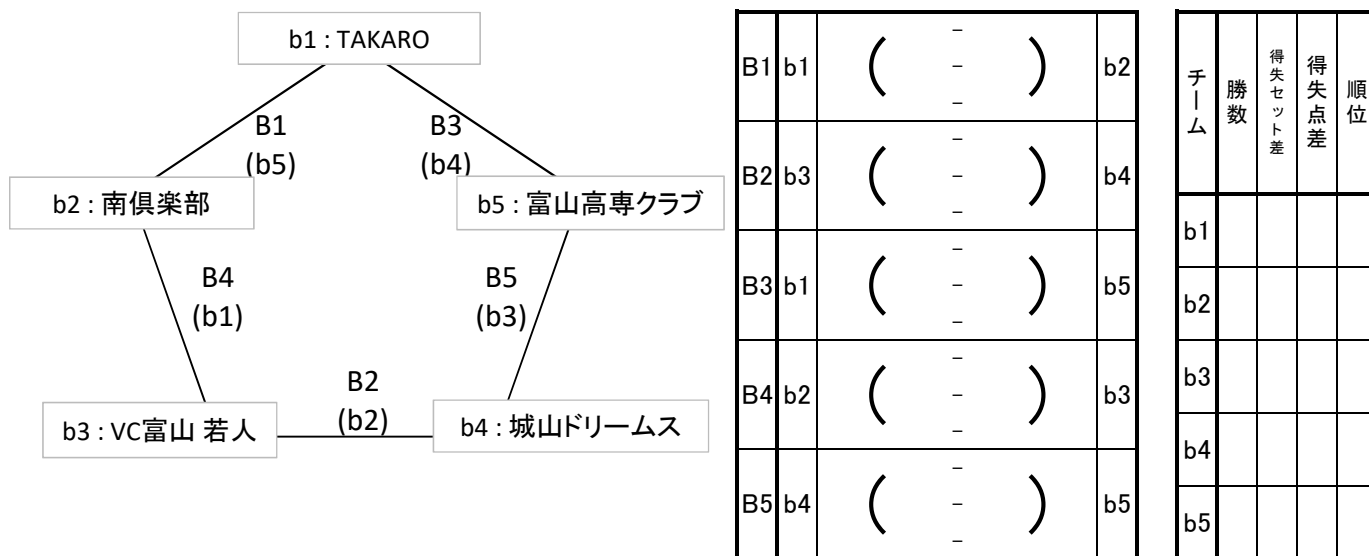 b1 : TAKARO
B1
(b5)
B3
(b4)
b2 : 南倶楽部
b5 : 富山高専クラブ
B4
(b1)
B5
(b3)
B2
(b2)
b3 : VC富山 若人
b4 : 城山ドリームス
B1 b1 ( - - - ) b2
B2 b3 ( - - - ) b4
B3 b1 ( - - - ) b5
B4 b2 ( - - - ) b3
B5 b4 ( - - - ) b5
チーム 勝数 得失セット差 得失点差 順位
b1
b2
b3
b4
b5